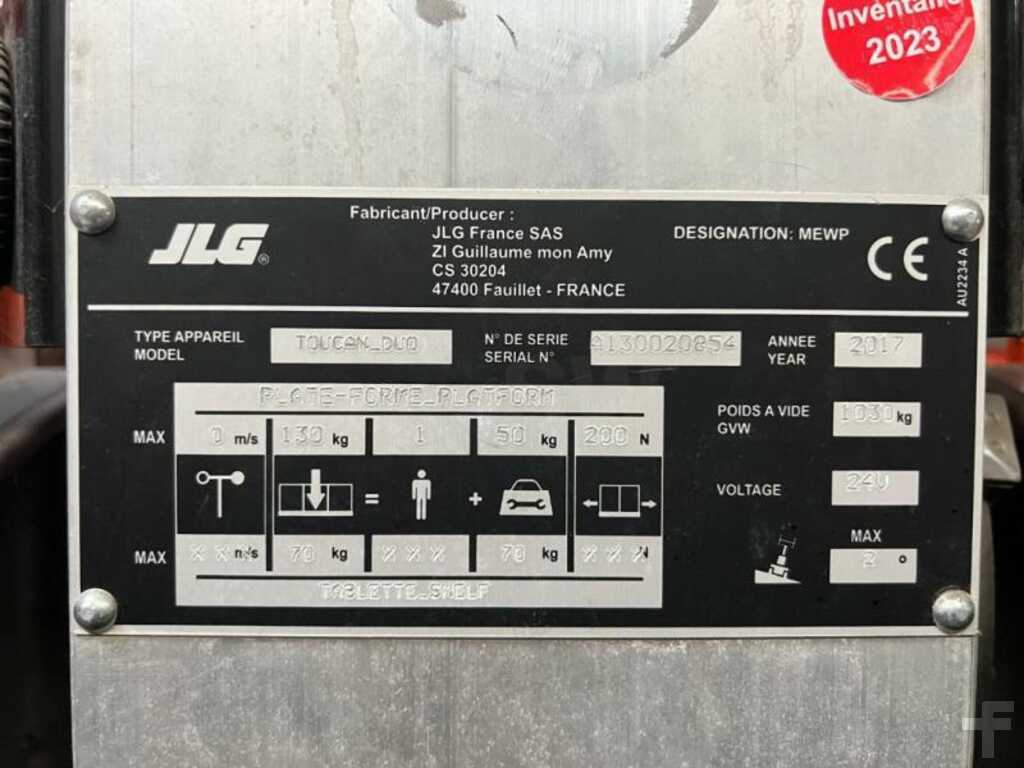 Inventaire
2023
JLG®
Fabricant/Producer :
JLG France SAS
ZI Guillaume mon Amy
CS 30204
47400 Fauillet - FRANCE
DESIGNATION: MEWP
CE
AU2234 A
TYPE APPAREIL
MODEL
TOUCAN_DUO
N° DE SERIE
SERIAL N°
A130020854
ANNEE
YEAR
2017
PLATE-FORME_PLATFORM
MAX 0 m/s 130 kg 1 50 kg 200 N
= +
MAX X X m/s 70 kg X X X 70 kg X X X N
TABLETTE_SHELF
POIDS A VIDE
GVW
1030 kg
VOLTAGE
24V
MAX
2 °